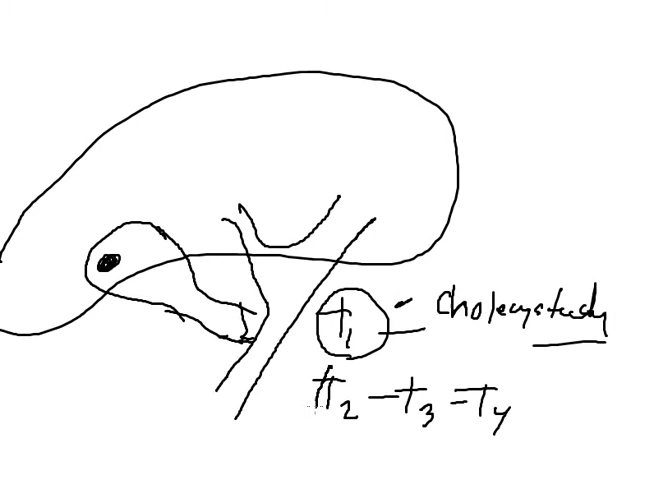 T1 - Cholecystectomy
T2 - T3 = T4